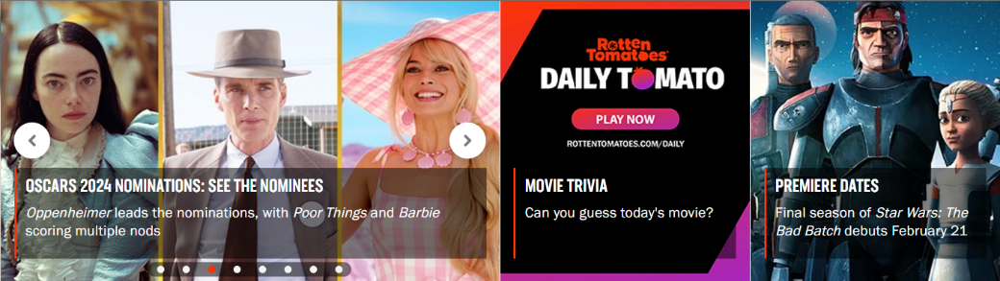 OSCARS 2024 NOMINATIONS: SEE THE NOMINEES
Oppenheimer leads the nominations, with Poor Things and Barbie
scoring multiple nods
Rotten
Tomatoes
DAILY TOMATO
PLAY NOW
ROTTENTOMATOES.COM/DAILY
MOVIE TRIVIA
Can you guess today's movie?
PREMIERE DATES
Final season of Star Wars: The
Bad Batch debuts February 21